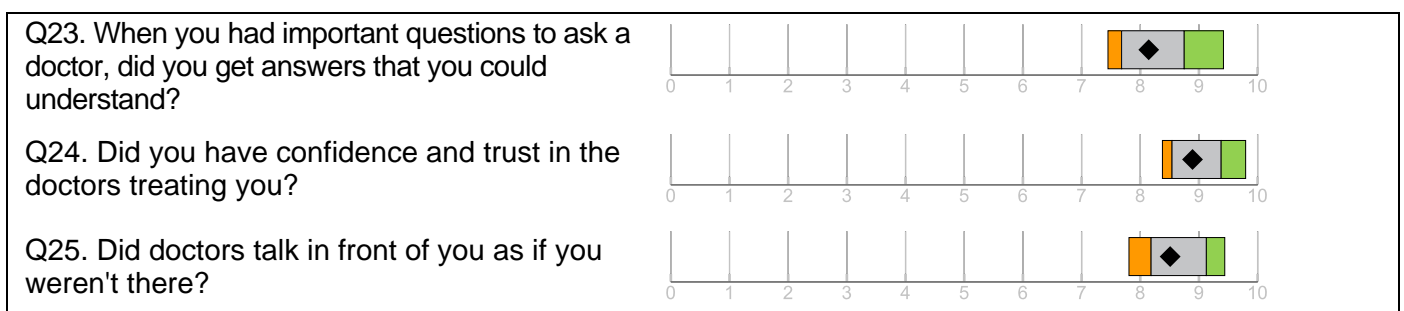 Q23. When you had important questions to ask a
doctor, did you get answers that you could
understand?
0 1 2 3 4 5 6 7 8 9 10
Q24. Did you have confidence and trust in the
doctors treating you?
0 1 2 3 4 5 6 7 8 9 10
Q25. Did doctors talk in front of you as if you
weren't there?
0 1 2 3 4 5 6 7 8 9 10